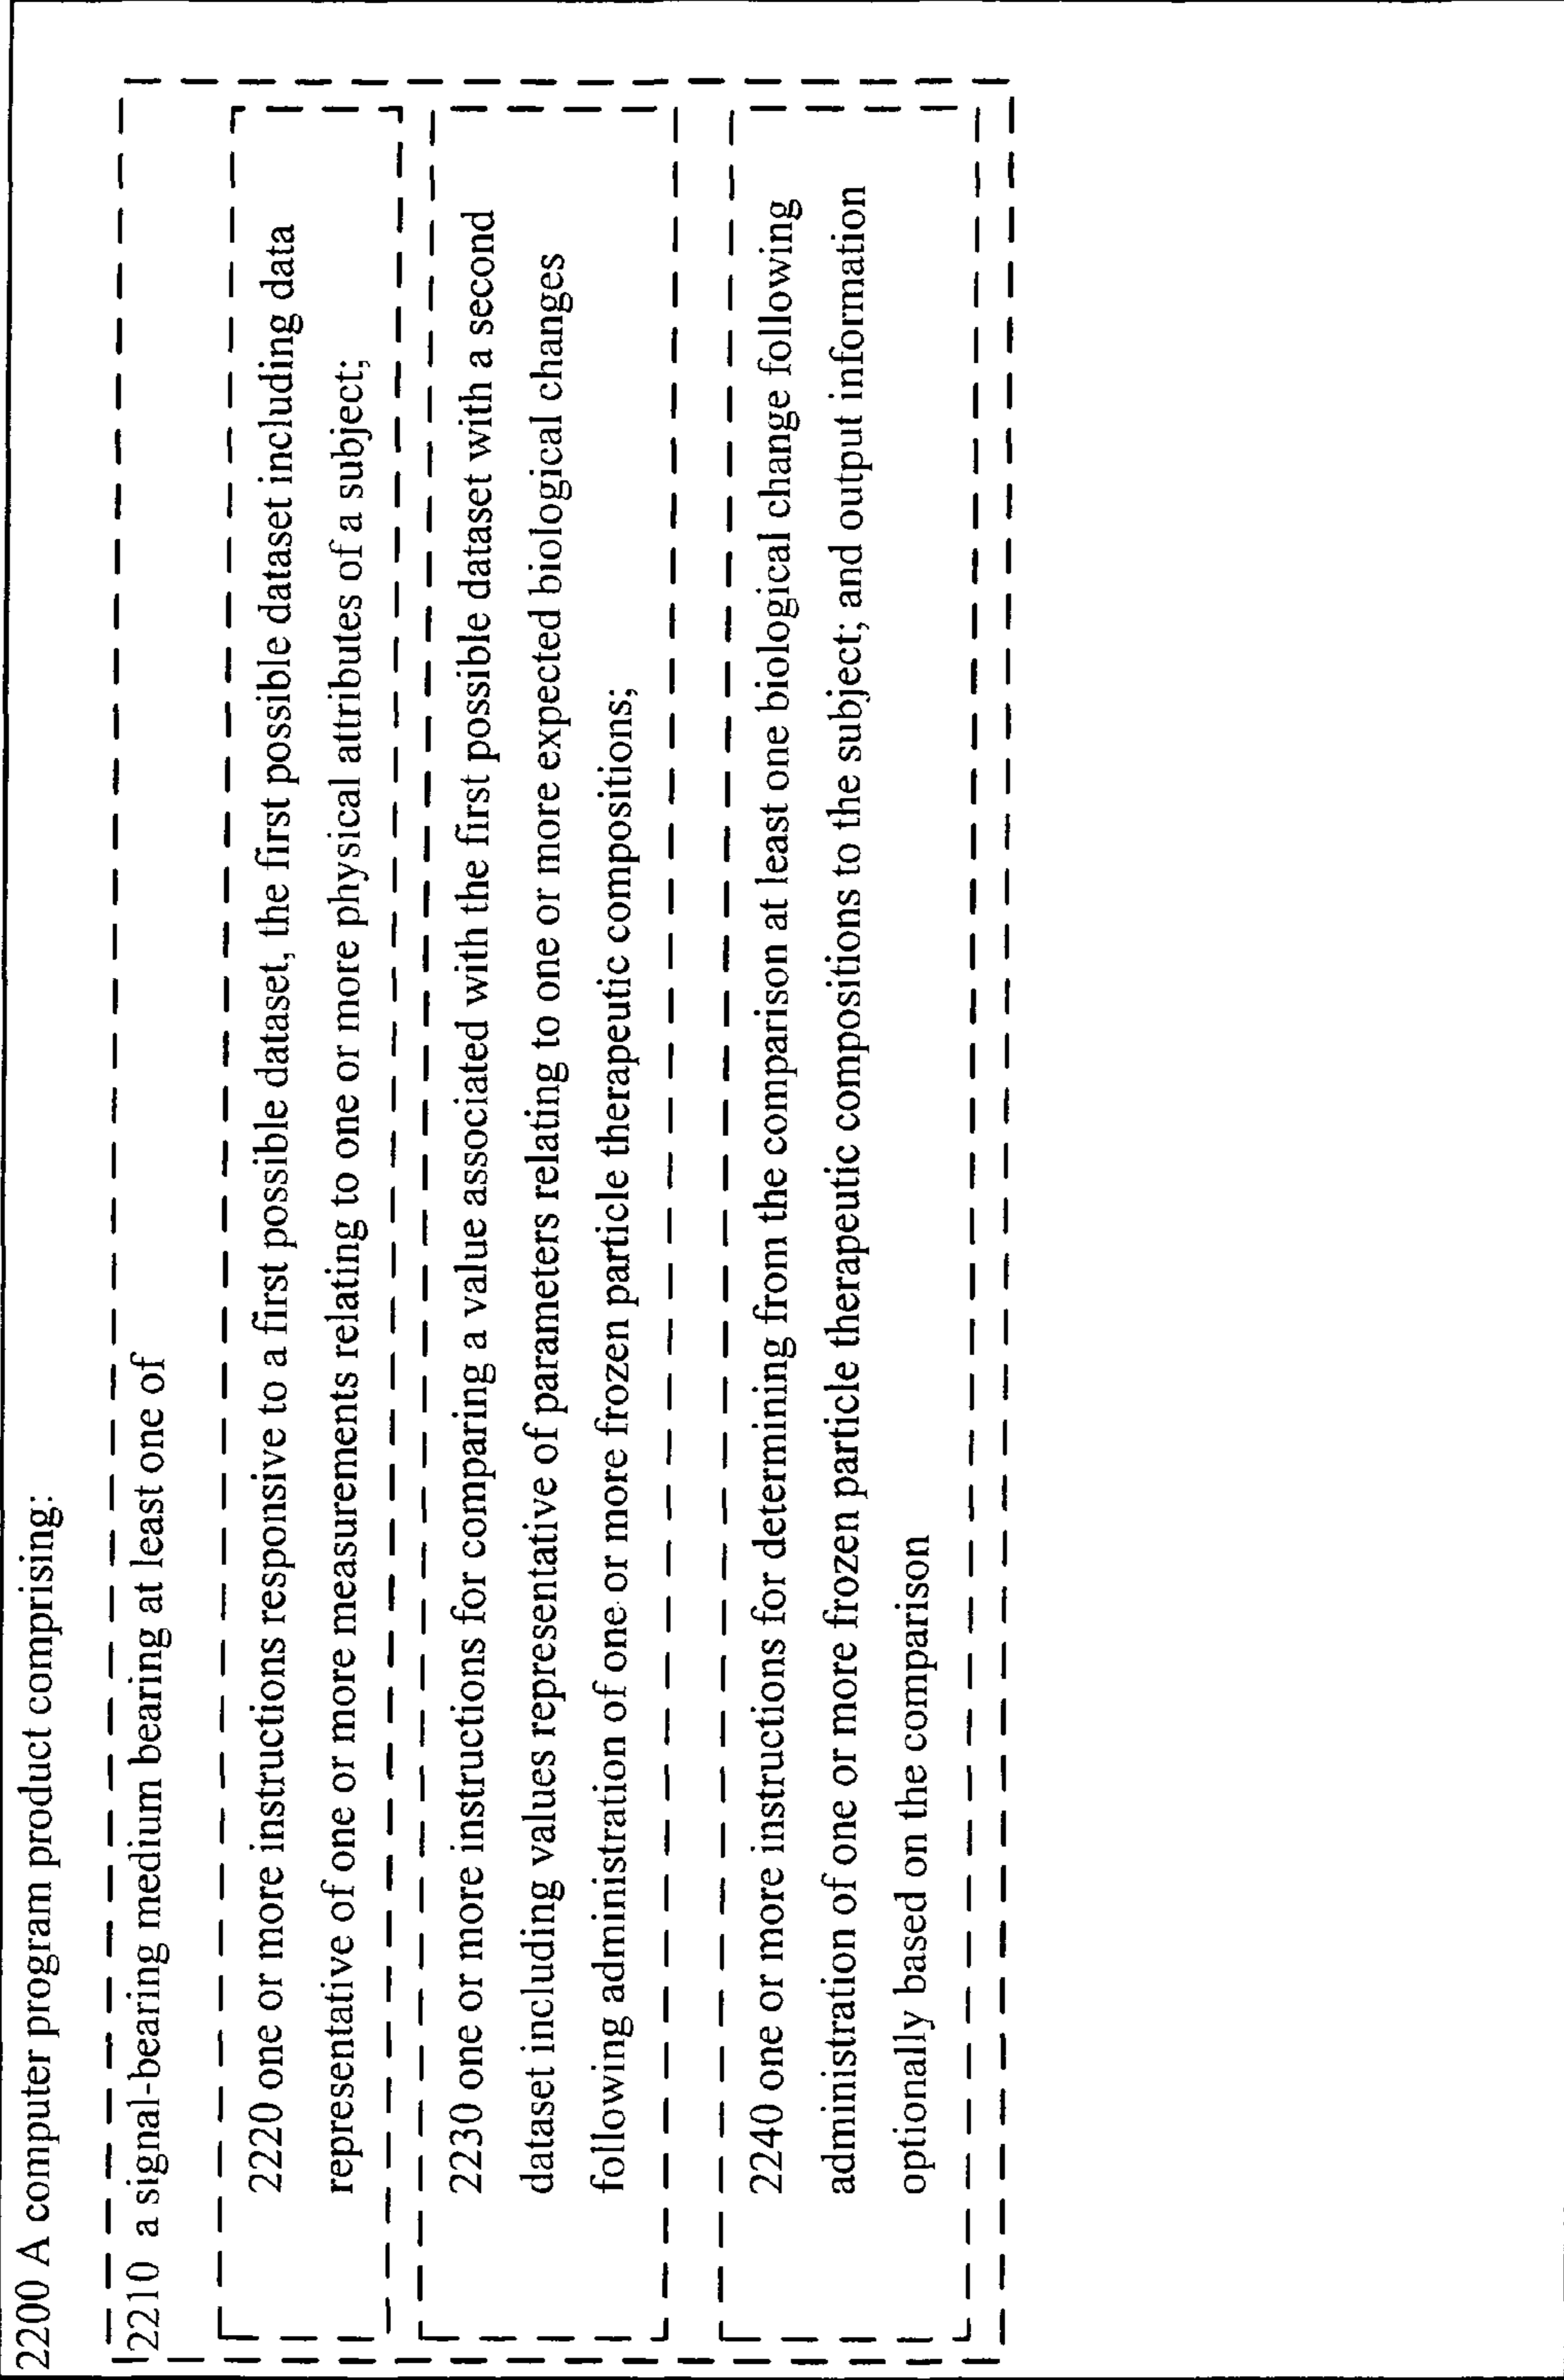 2200 A computer program product comprising:
2210 a signal-bearing medium bearing at least one of
2220 one or more instructions responsive to a first possible dataset, the first possible dataset including data
representative of one or more measurements relating to one or more physical attributes of a subject;
2230 one or more instructions for comparing a value associated with the first possible dataset with a second
dataset including values representative of parameters relating to one or more expected biological changes
following administration of one or more frozen particle therapeutic compositions;
2240 one or more instructions for determining from the comparison at least one biological change following
administration of one or more frozen particle therapeutic compositions to the subject; and output information
optionally based on the comparison